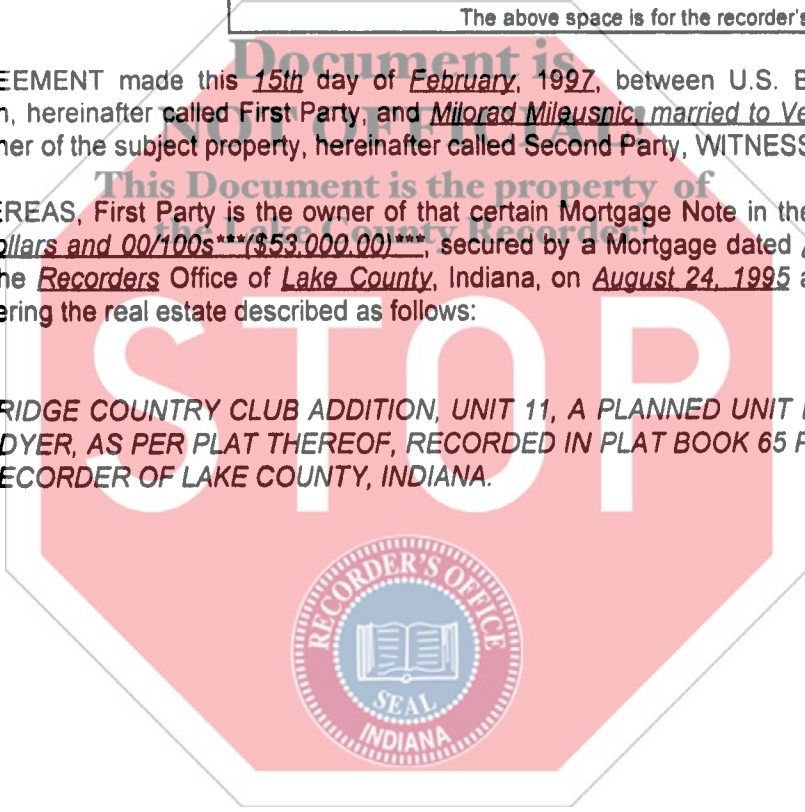 The above space is for the recorder's
Document is
EEMENT made this 15th day of February, 1997, between U.S. B
n, hereinafter called First Party, and Milorad Mileusnic, married to Ve
NOT OFFICIAL!
ner of the subject property, hereinafter called Second Party, WITNESS
This Document is the property of
EREAS, First Party is the owner of that certain Mortgage Note in the
the Lake County Recorder!
ollars and 00/100s***($53,000.00)***, secured by a Mortgage dated
he Recorders Office of Lake County, Indiana, on August 24, 1995 a
ering the real estate described as follows:
STOP
RIDGE COUNTRY CLUB ADDITION, UNIT 11, A PLANNED UNIT
DYER, AS PER PLAT THEREOF, RECORDED IN PLAT BOOK 65 P
ECORDER OF LAKE COUNTY, INDIANA.
RECORDER'S OFFICE
SEAL
INDIANA